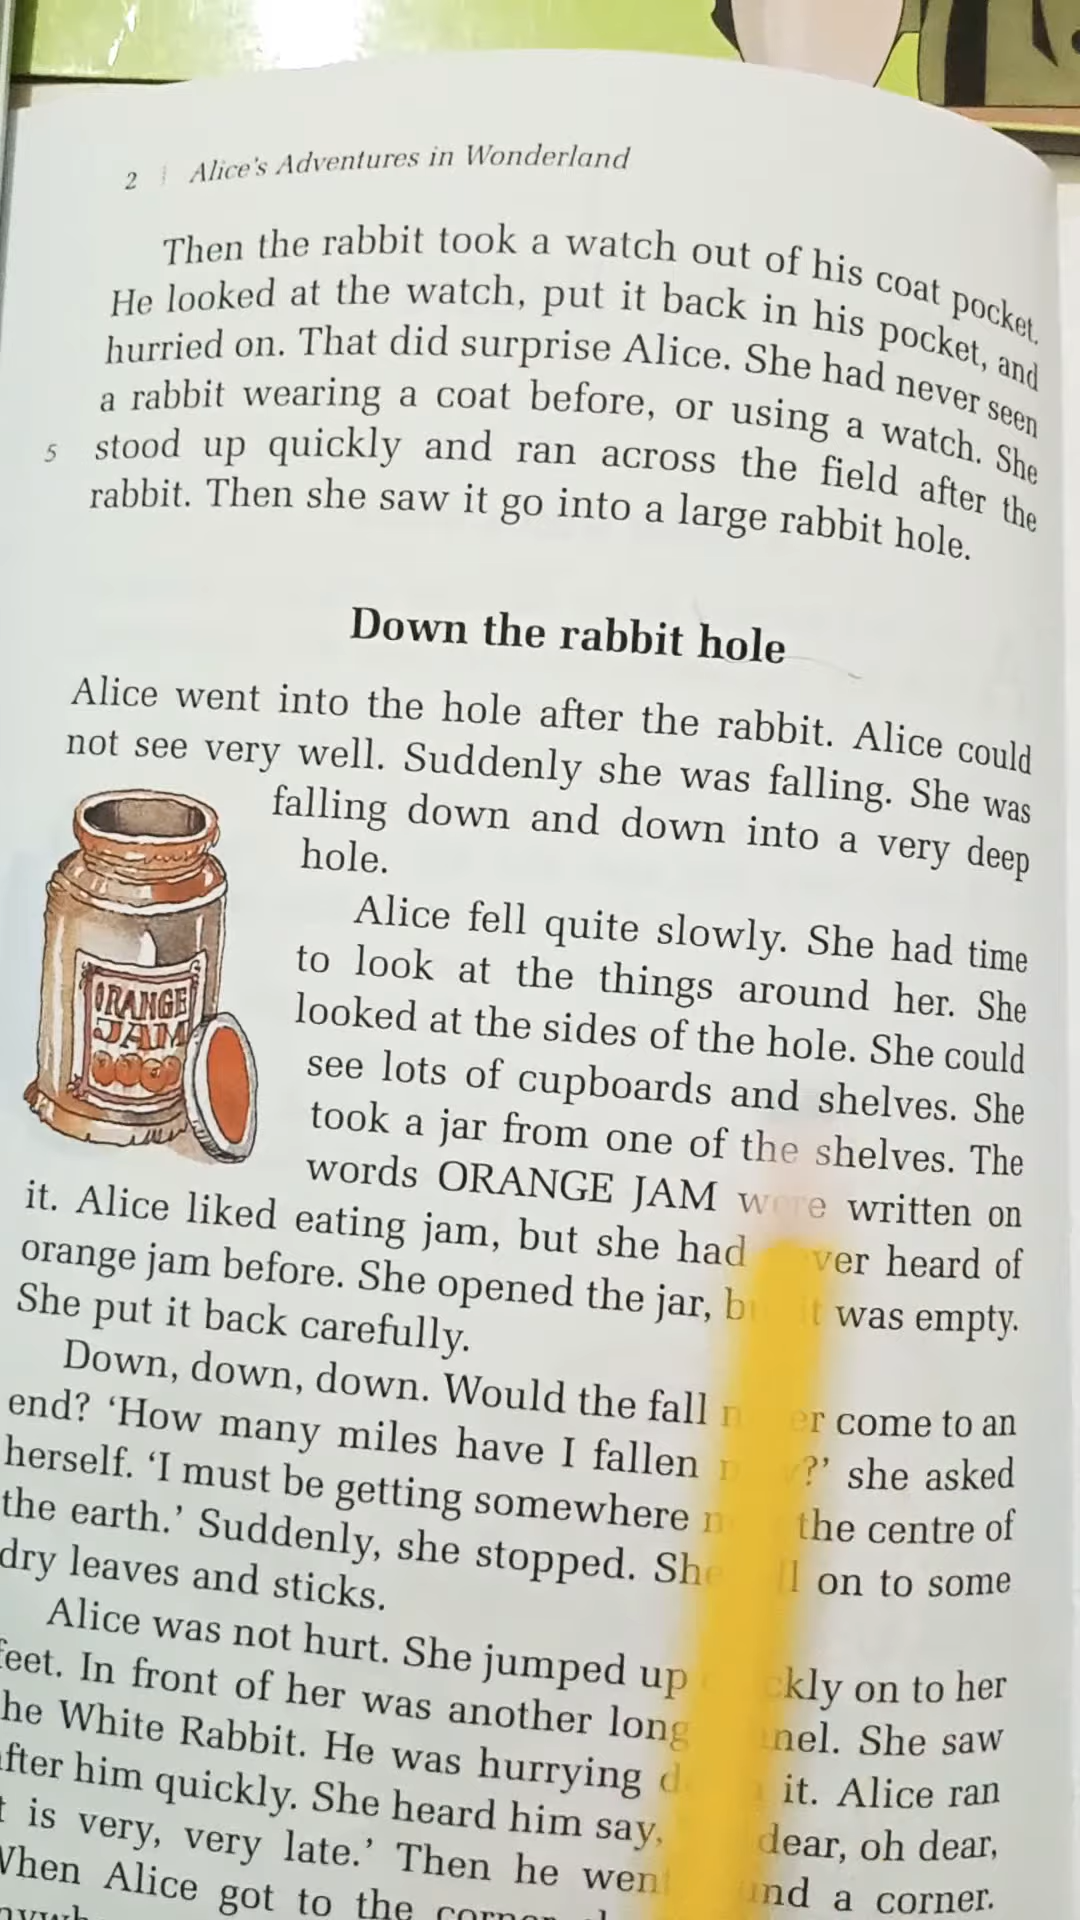 2 Alice's Adventures in Wonderland
Then the rabbit took a watch out of his coat pocket.
He looked at the watch, put it back in his pocket, and
hurried on. That did surprise Alice. She had never seen
a rabbit wearing a coat before, or using a watch. She
5 stood up quickly and ran across the field after the
rabbit. Then she saw it go into a large rabbit hole.
Down the rabbit hole
Alice went into the hole after the rabbit. Alice could
not see very well. Suddenly she was falling. She was
falling down and down into a very deep
hole.
Alice fell quite slowly. She had time
to look at the things around her. She
looked at the sides of the hole. She could
see lots of cupboards and shelves. She
took a jar from one of the shelves. The
words ORANGE JAM were written on
ORANGE
JAM
it. Alice liked eating jam, but she had heard of
orange jam before. She opened the jar, it was empty.
She put it back carefully.
Down, down, down. Would the fall come to an
end? ‘How many miles have I fallen she asked
herself. ‘I must be getting somewhere the centre of
the earth.’ Suddenly, she stopped. She on to some
dry leaves and sticks.
Alice was not hurt. She jumped up on to her
feet. In front of her was another long She saw
he White Rabbit. He was hurrying it. Alice ran
after him quickly. She heard him say, dear, oh dear,
t is very, very late.’ Then he went a corner.
When Alice got to the corner